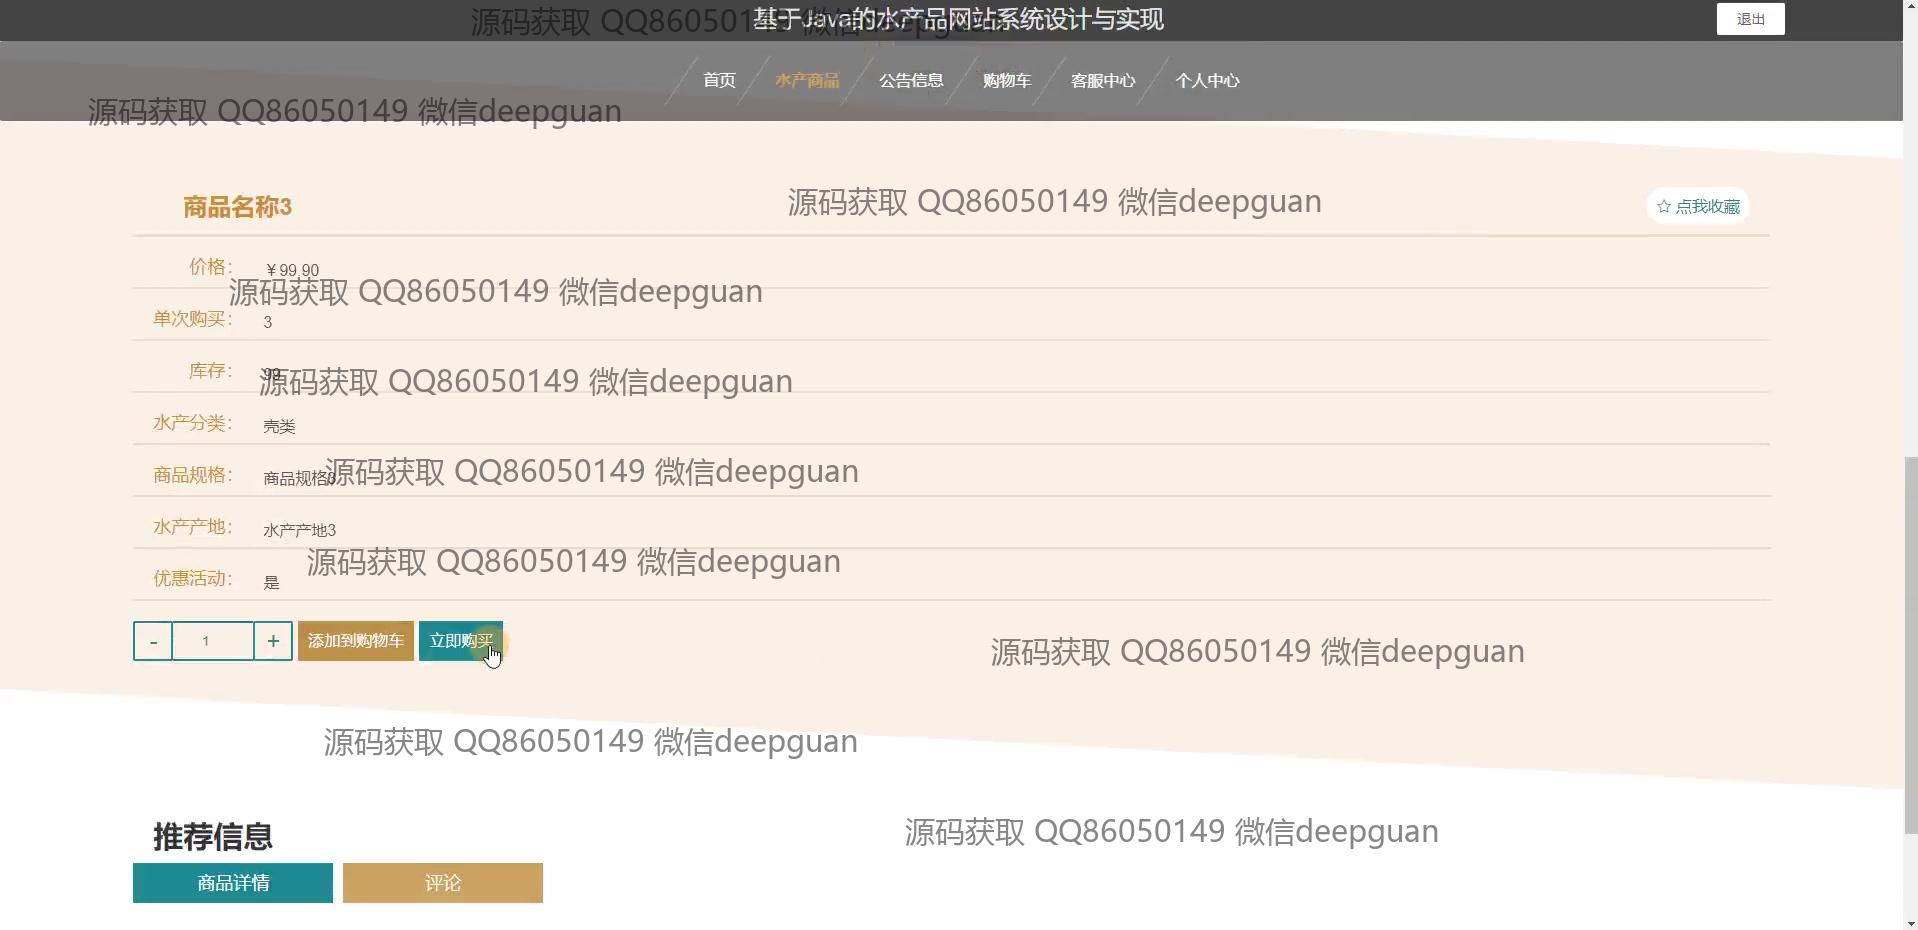 基于Java的水产品网站系统设计与实现
源码获取 QQ86050149 微信deepguan
退出
首页 水产商品 公告信息 购物车 客服中心 个人中心
源码获取 QQ86050149 微信deepguan
商品名称3
源码获取 QQ86050149 微信deepguan
☆ 点我收藏
价格： ￥99.90
源码获取 QQ86050149 微信deepguan
单次购买： 3
库存： 99
源码获取 QQ86050149 微信deepguan
水产分类： 壳类
商品规格： 商品规格3
源码获取 QQ86050149 微信deepguan
水产产地： 水产产地3
源码获取 QQ86050149 微信deepguan
优惠活动： 是
- 1 + 添加到购物车 立即购买
源码获取 QQ86050149 微信deepguan
源码获取 QQ86050149 微信deepguan
推荐信息
源码获取 QQ86050149 微信deepguan
商品详情 评论